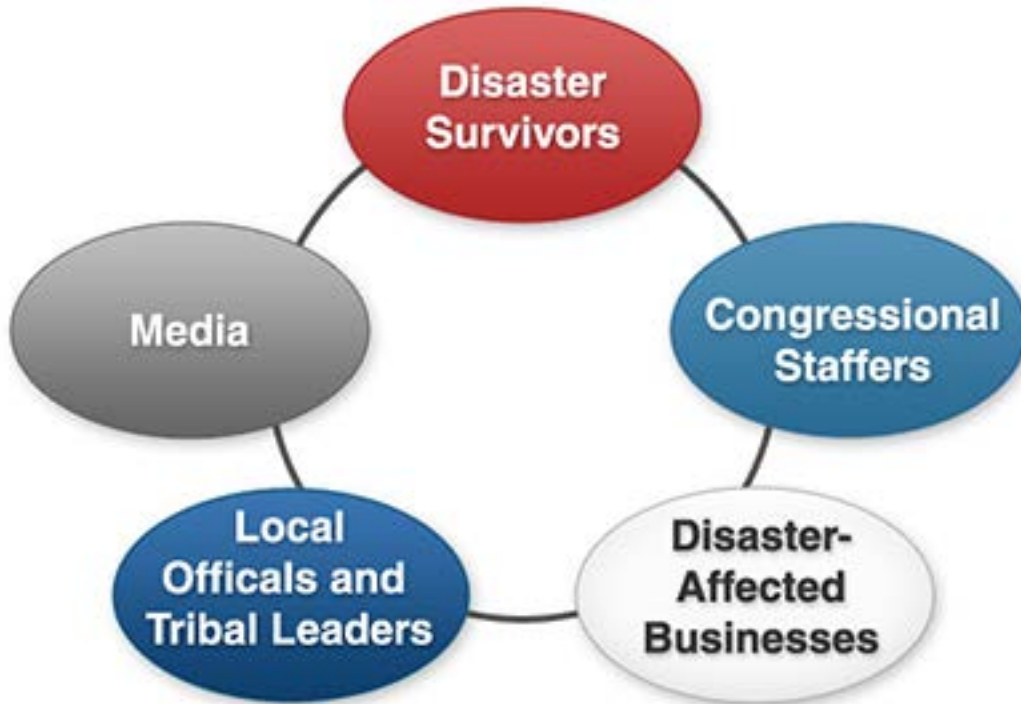 Disaster
Survivors
Media
Congressional
Staffers
Local
Officals and
Tribal Leaders
Disaster-
Affected
Businesses